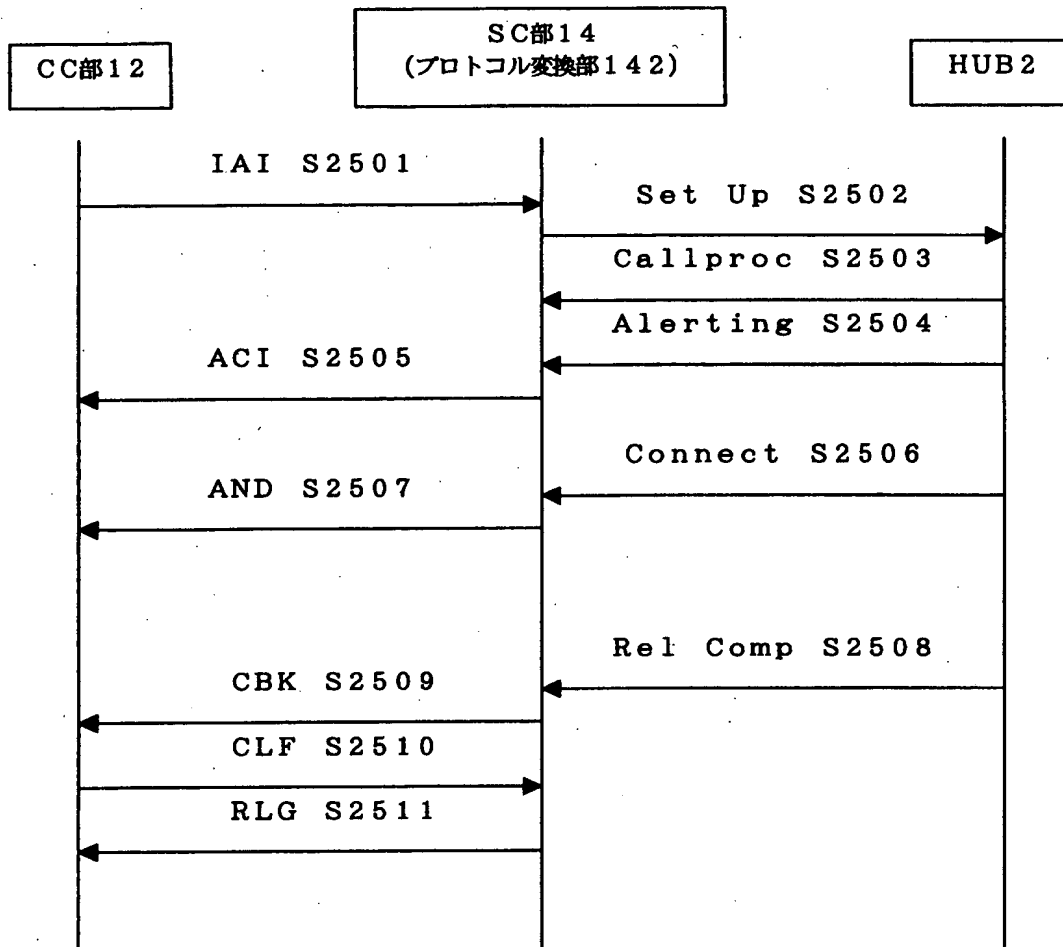 CC部12
SC部14
(プロトコル変換部142)
HUB2
IAI S2501
Set Up S2502
Callproc S2503
Alerting S2504
ACI S2505
Connect S2506
AND S2507
Rel Comp S2508
CBK S2509
CLF S2510
RLG S2511